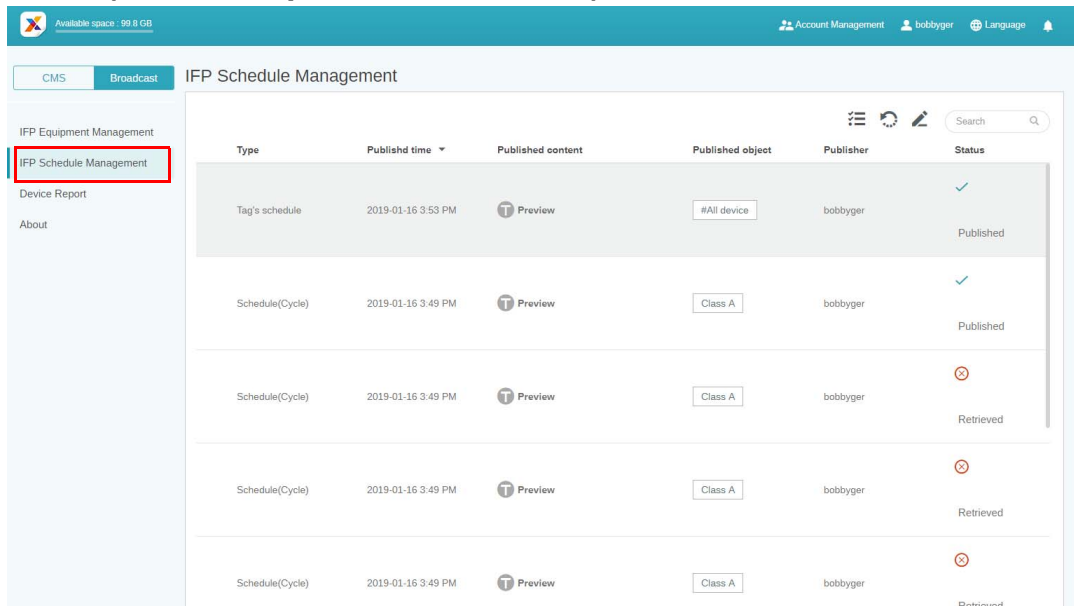 Available space : 99.8 GB
Account Management bobbyger Language
CMS Broadcast
IFP Schedule Management
IFP Equipment Management
IFP Schedule Management
Device Report
About
Search
Type Publishd time Published content Published object Publisher Status
Tag's schedule 2019-01-16 3:53 PM T Preview #All device bobbyger Published
Schedule(Cycle) 2019-01-16 3:49 PM T Preview Class A bobbyger Published
Schedule(Cycle) 2019-01-16 3:49 PM T Preview Class A bobbyger Retrieved
Schedule(Cycle) 2019-01-16 3:49 PM T Preview Class A bobbyger Retrieved
Schedule(Cycle) 2019-01-16 3:49 PM T Preview Class A bobbyger Retrieved